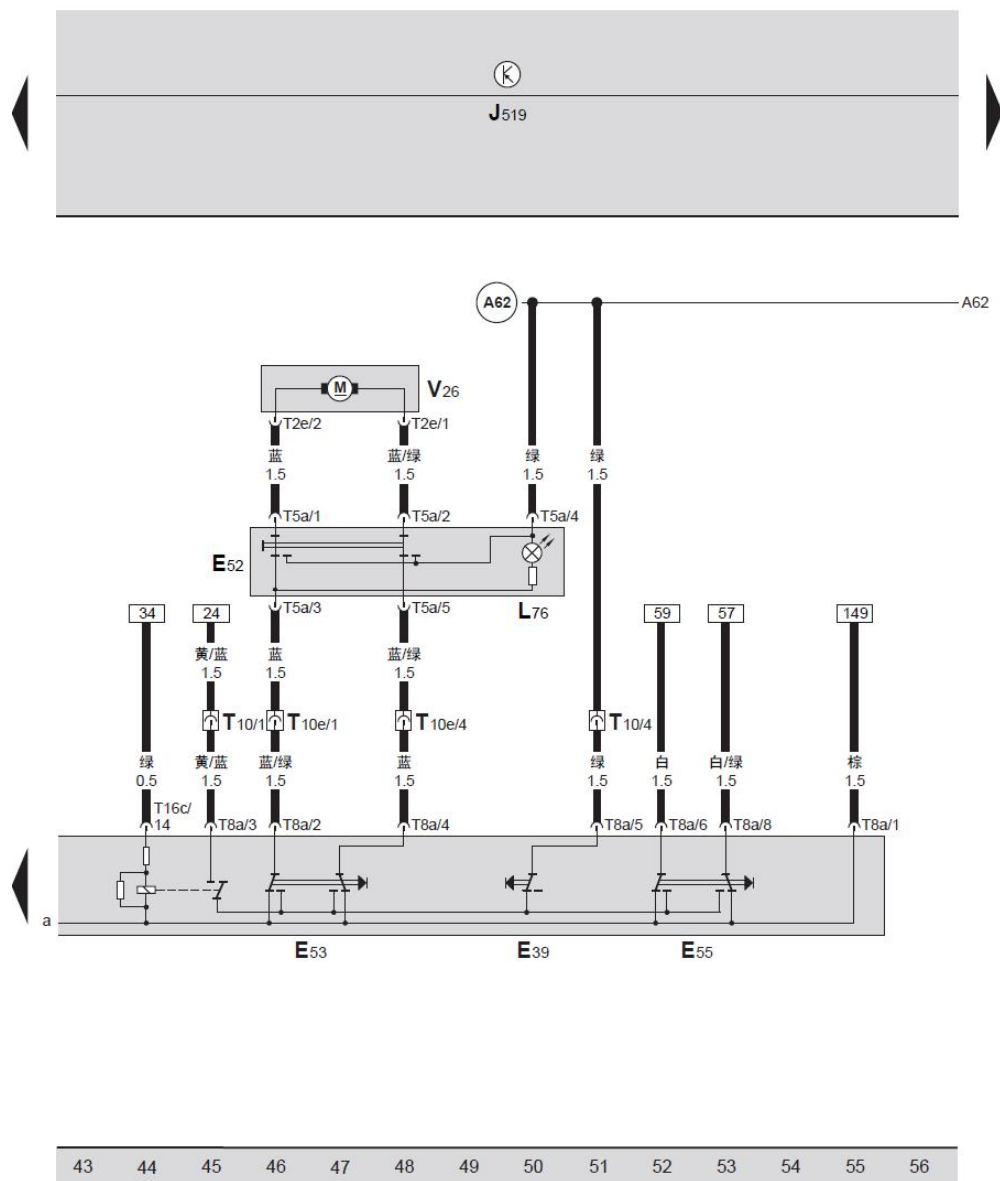 J519
A62
A62
M
V26
T2e/2
T2e/1
蓝
1.5
蓝/绿
1.5
绿
1.5
绿
1.5
T5a/1
T5a/2
T5a/4
E52
T5a/3
T5a/5
L76
34
24
59
57
149
黄/蓝
1.5
蓝
1.5
蓝/绿
1.5
T10/1
T10e/1
T10e/4
T10/4
绿
0.5
黄/蓝
1.5
蓝/绿
1.5
蓝
1.5
绿
1.5
白
1.5
白/绿
1.5
棕
1.5
T16c/
14
T8a/3
T8a/2
T8a/4
T8a/5
T8a/6
T8a/8
T8a/1
a
E53
E39
E55
43 44 45 46 47 48 49 50 51 52 53 54 55 56